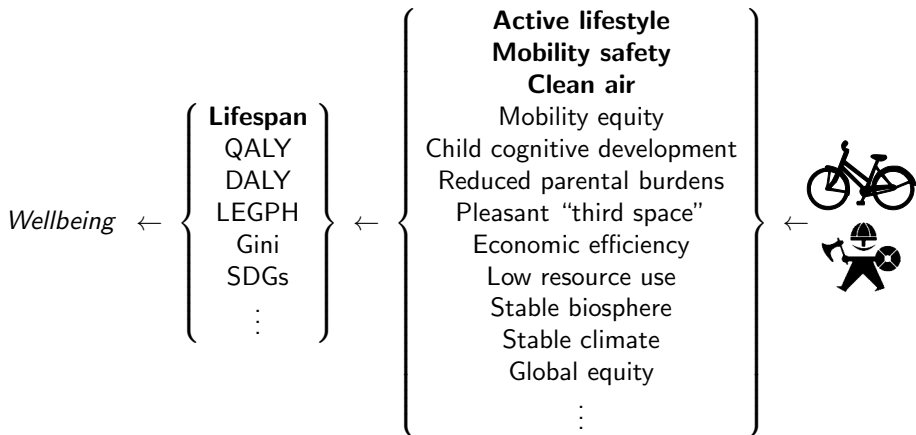 Wellbeing ←
Lifespan
QALY
DALY
LEGPH
Gini
SDGs
⋮
←
Active lifestyle
Mobility safety
Clean air
Mobility equity
Child cognitive development
Reduced parental burdens
Pleasant “third space”
Economic efficiency
Low resource use
Stable biosphere
Stable climate
Global equity
⋮
←